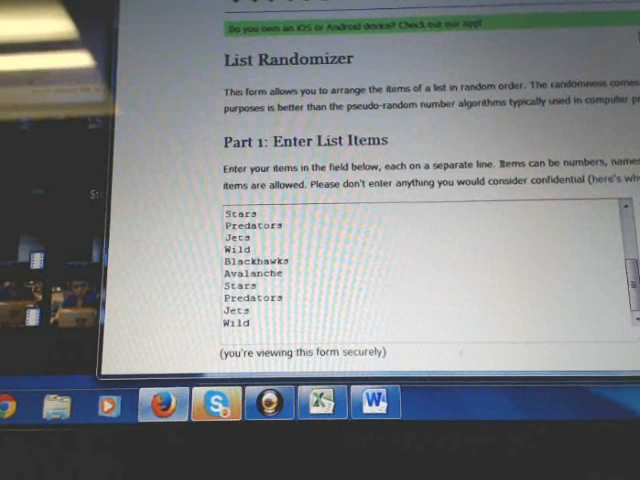 Do you own an iOS or Android device? Check out our app!
List Randomizer
This form allows you to arrange the items of a list in random order. The randomness comes
purposes is better than the pseudo-random number algorithms typically used in computer
Part 1: Enter List Items
Enter your items in the field below, each on a separate line. Items can be numbers, names
items are allowed. Please don't enter anything you would consider confidential (here's why
Stars
Predators
Jets
Wild
Blackhawks
Avalanche
Stars
Predators
Jets
Wild
(you're viewing this form securely)